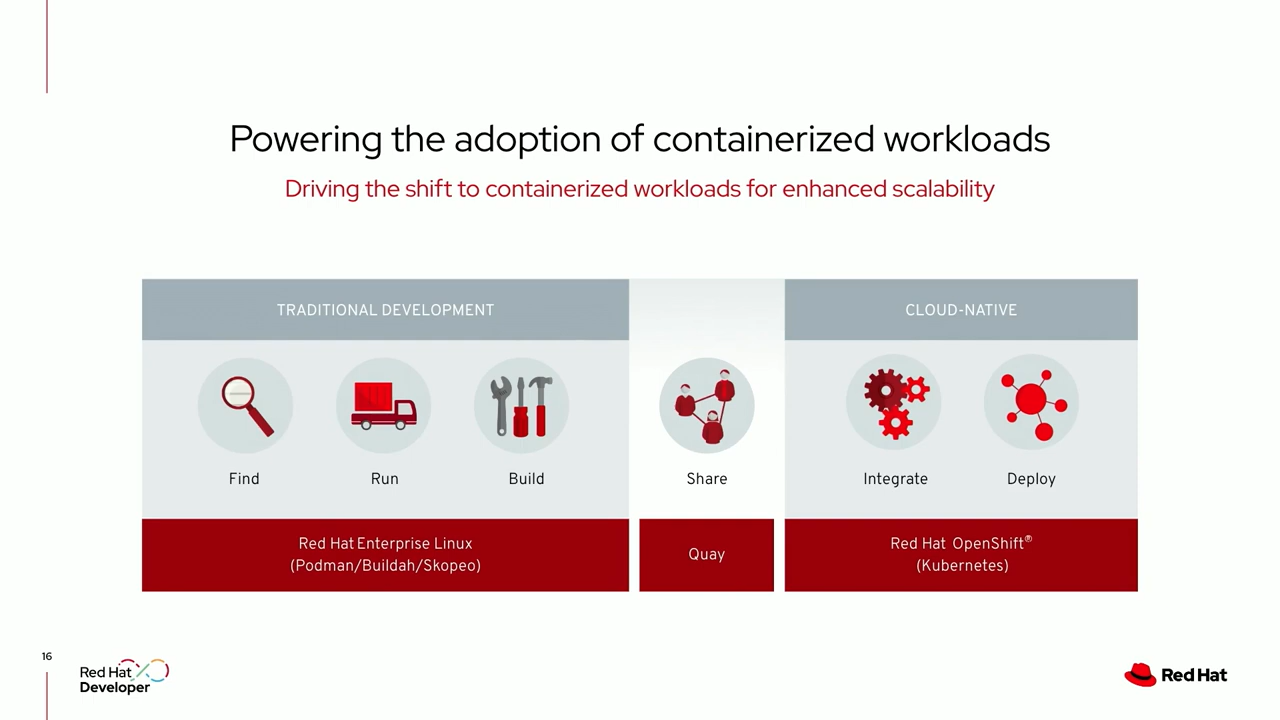 Powering the adoption of containerized workloads
Driving the shift to containerized workloads for enhanced scalability
TRADITIONAL DEVELOPMENT
CLOUD-NATIVE
Find
Run
Build
Share
Integrate
Deploy
Red Hat Enterprise Linux
(Podman/Buildah/Skopeo)
Quay
Red Hat OpenShift®
(Kubernetes)
16
Red Hat
Developer
Red Hat